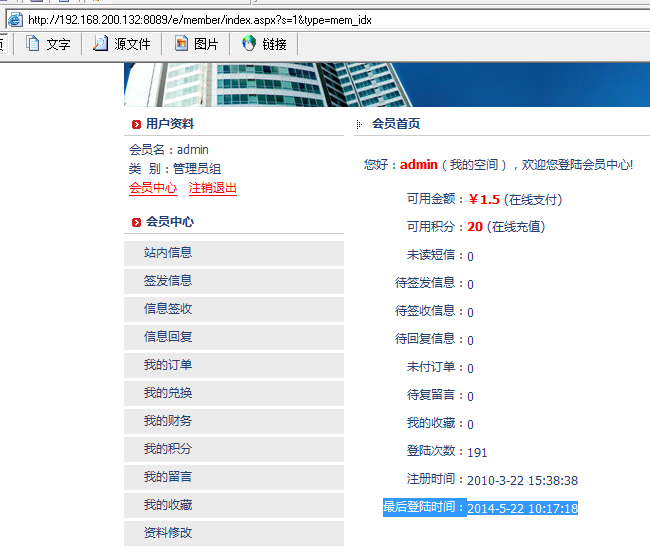 http://192.168.200.132:8089/e/member/index.aspx?s=1&type=mem_idx
文字 源文件 图片 链接
用户资料
会员名：admin
类 别：管理员组
会员中心 注销退出
会员中心
站内信息
签发信息
信息签收
信息回复
我的订单
我的兑换
我的财务
我的积分
我的留言
我的收藏
资料修改
会员首页
您好：admin（我的空间），欢迎您登陆会员中心!
可用金额：￥1.5 (在线支付)
可用积分：20 (在线充值)
未读短信：0
待签发信息：0
待签收信息：0
待回复信息：0
未付订单：0
待复留言：0
我的收藏：0
登陆次数：191
注册时间：2010-3-22 15:38:38
最后登陆时间：2014-5-22 10:17:18